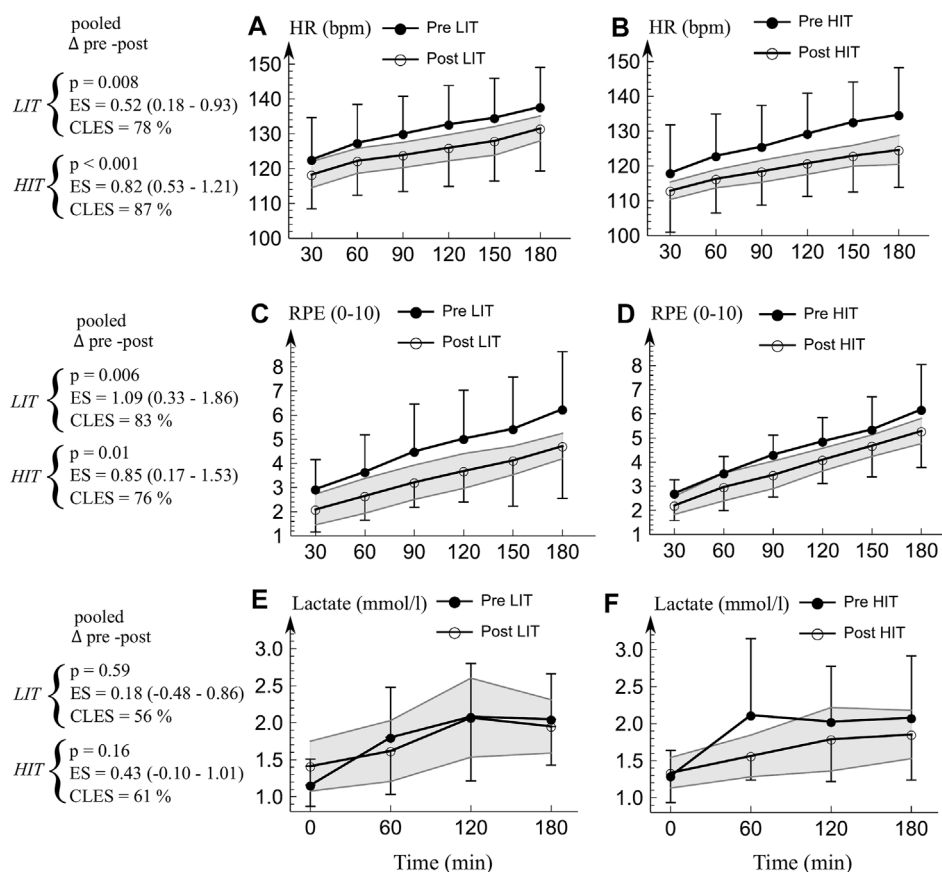 pooled
Δ pre -post
LIT
p = 0.008
ES = 0.52 (0.18 - 0.93)
CLES = 78 %
HIT
p < 0.001
ES = 0.82 (0.53 - 1.21)
CLES = 87 %
A HR (bpm)
Pre LIT
Post LIT
150
140
130
120
110
100
30 60 90 120 150 180
B HR (bpm)
Pre HIT
Post HIT
150
140
130
120
110
100
30 60 90 120 150 180
pooled
Δ pre -post
LIT
p = 0.006
ES = 1.09 (0.33 - 1.86)
CLES = 83 %
HIT
p = 0.01
ES = 0.85 (0.17 - 1.53)
CLES = 76 %
C RPE (0-10)
Pre LIT
Post LIT
8
7
6
5
4
3
2
1
30 60 90 120 150 180
D RPE (0-10)
Pre HIT
Post HIT
8
7
6
5
4
3
2
1
30 60 90 120 150 180
pooled
Δ pre -post
LIT
p = 0.59
ES = 0.18 (-0.48 - 0.86)
CLES = 56 %
HIT
p = 0.16
ES = 0.43 (-0.10 - 1.01)
CLES = 61 %
E Lactate (mmol/l)
Pre LIT
Post LIT
3.0
2.5
2.0
1.5
1.0
0 60 120 180
Time (min)
F Lactate (mmol/l)
Pre HIT
Post HIT
3.0
2.5
2.0
1.5
1.0
0 60 120 180
Time (min)